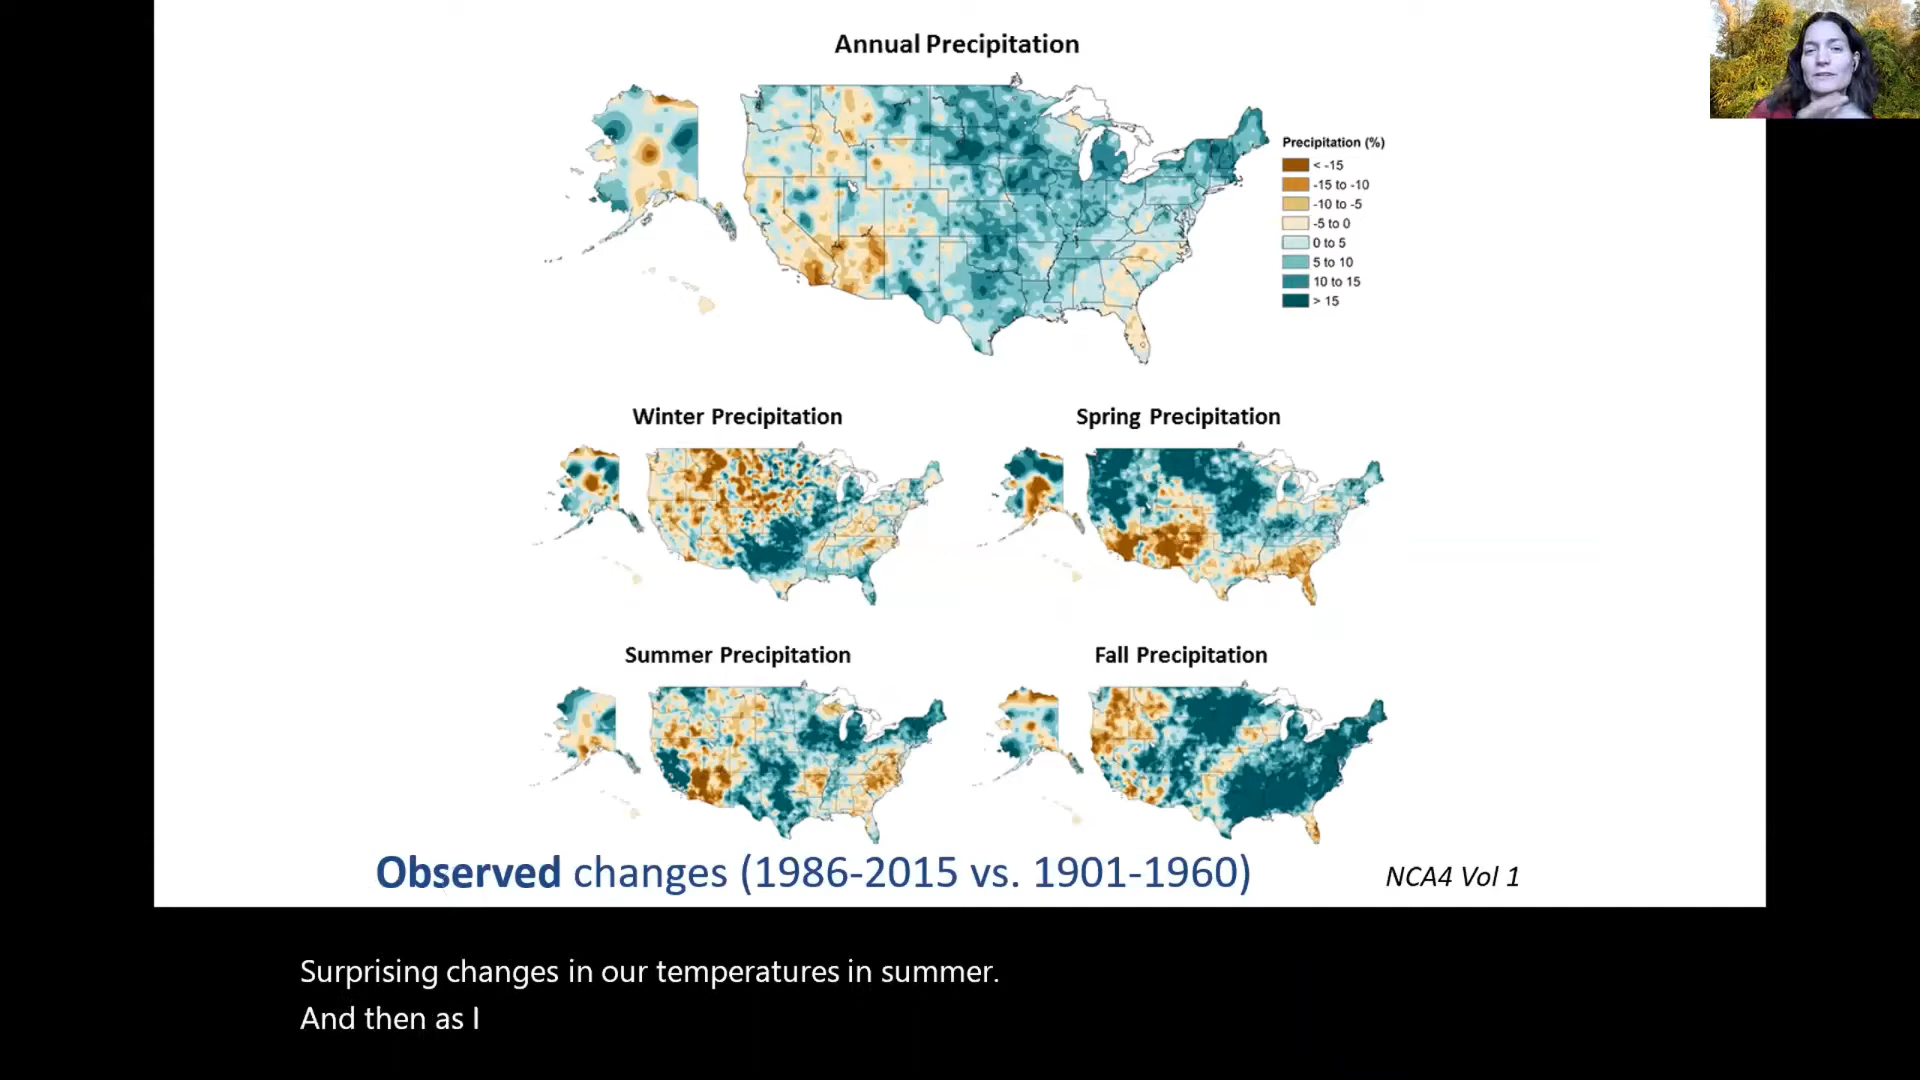 Annual Precipitation
Precipitation (%)
< -15
-15 to -10
-10 to -5
-5 to 0
0 to 5
5 to 10
10 to 15
> 15
Winter Precipitation
Spring Precipitation
Summer Precipitation
Fall Precipitation
Observed changes (1986-2015 vs. 1901-1960)
NCA4 Vol 1
Surprising changes in our temperatures in summer.
And then as I